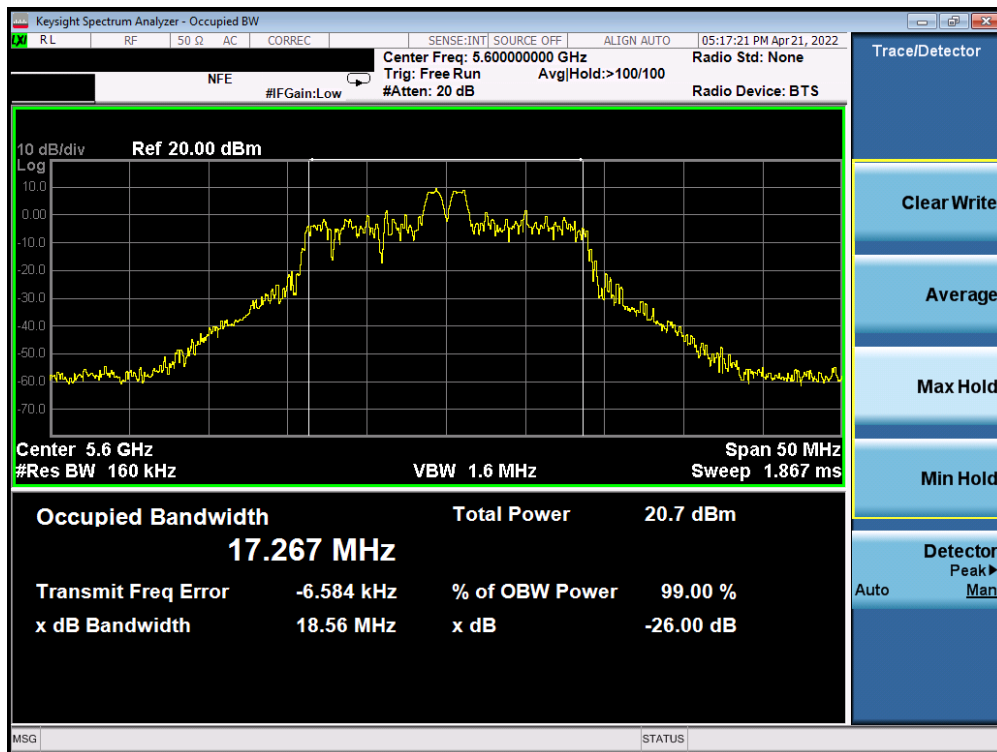 Keysight Spectrum Analyzer - Occupied BW
LXI RL RF 50 Ω AC CORREC SENSE:INT SOURCE OFF ALIGN AUTO 05:17:21 PM Apr 21, 2022
Center Freq: 5.600000000 GHz Radio Std: None
NFE Trig: Free Run Avg|Hold:>100/100
#IFGain:Low #Atten: 20 dB Radio Device: BTS
10 dB/div Ref 20.00 dBm
Log
10.0
0.00
-10.0
-20.0
-30.0
-40.0
-50.0
-60.0
-70.0
Center 5.6 GHz Span 50 MHz
#Res BW 160 kHz VBW 1.6 MHz Sweep 1.867 ms
Occupied Bandwidth Total Power 20.7 dBm
17.267 MHz
Transmit Freq Error -6.584 kHz % of OBW Power 99.00 %
x dB Bandwidth 18.56 MHz x dB -26.00 dB
MSG STATUS
Trace/Detector
Clear Write
Average
Max Hold
Min Hold
Detector
Peak▶
Auto Man